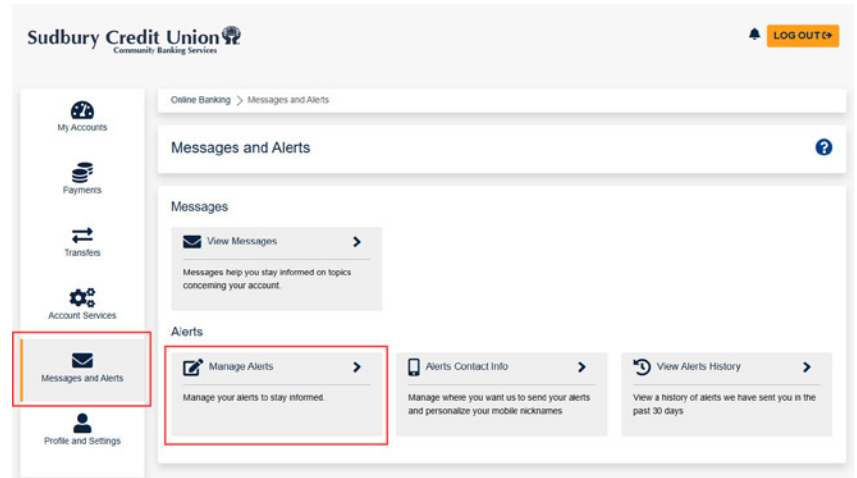 Sudbury Credit Union
Community Banking Services
LOG OUT
My Accounts
Payments
Transfers
Account Services
Messages and Alerts
Profile and Settings
Online Banking > Messages and Alerts
Messages and Alerts
?
Messages
View Messages
Messages help you stay informed on topics
concerning your account.
Alerts
Manage Alerts
Manage your alerts to stay informed.
Alerts Contact Info
Manage where you want us to send your alerts
and personalize your mobile nicknames
View Alerts History
View a history of alerts we have sent you in the
past 30 days